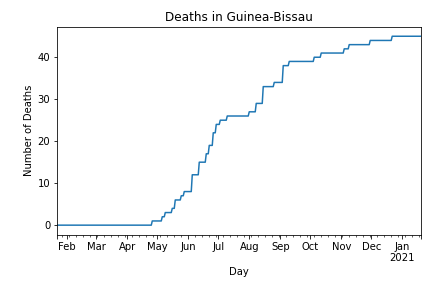 Deaths in Guinea-Bissau
Number of Deaths
40
30
20
10
0
Feb Mar Apr May Jun Jul Aug Sep Oct Nov Dec Jan
2021
Day